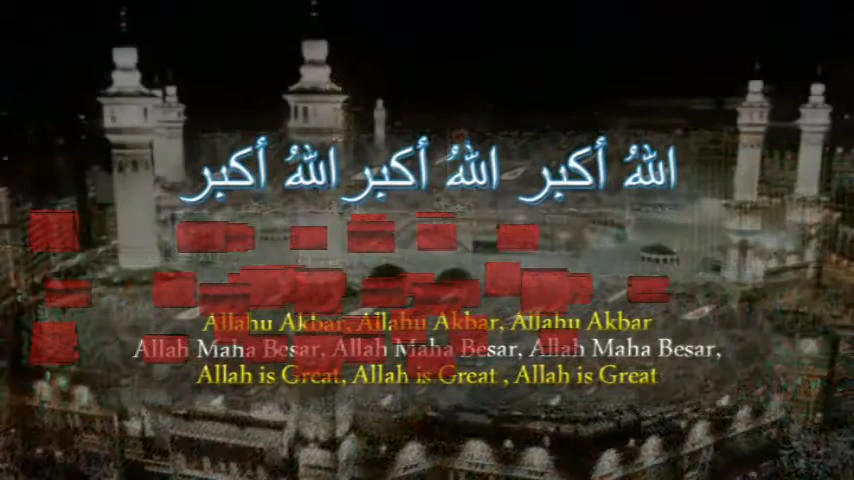 اللهُ أكبر اللهُ أكبر اللهُ أكبر
Allahu Akbar, Allahu Akbar, Allahu Akbar
Allah Maha Besar, Allah Maha Besar, Allah Maha Besar,
Allah is Great, Allah is Great , Allah is Great